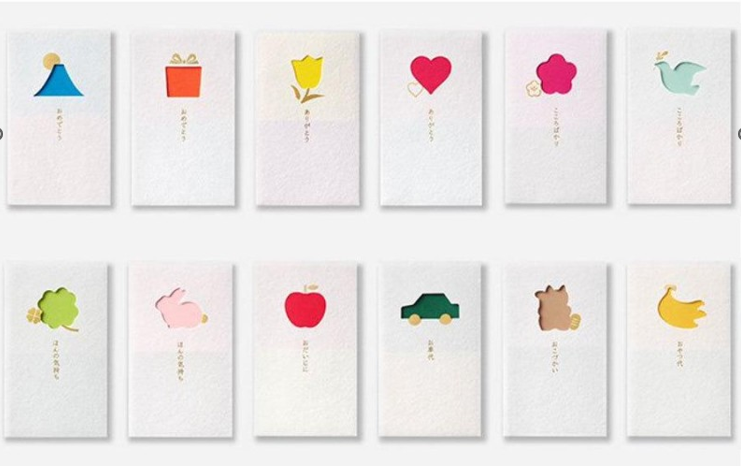 おめでとう
おめでとう
ありがとう
ありがとう
こころばかり
こころばかり
ほんの気持ち
ほんの気持ち
おだいじに
お車代
おこづかい
おやつ代